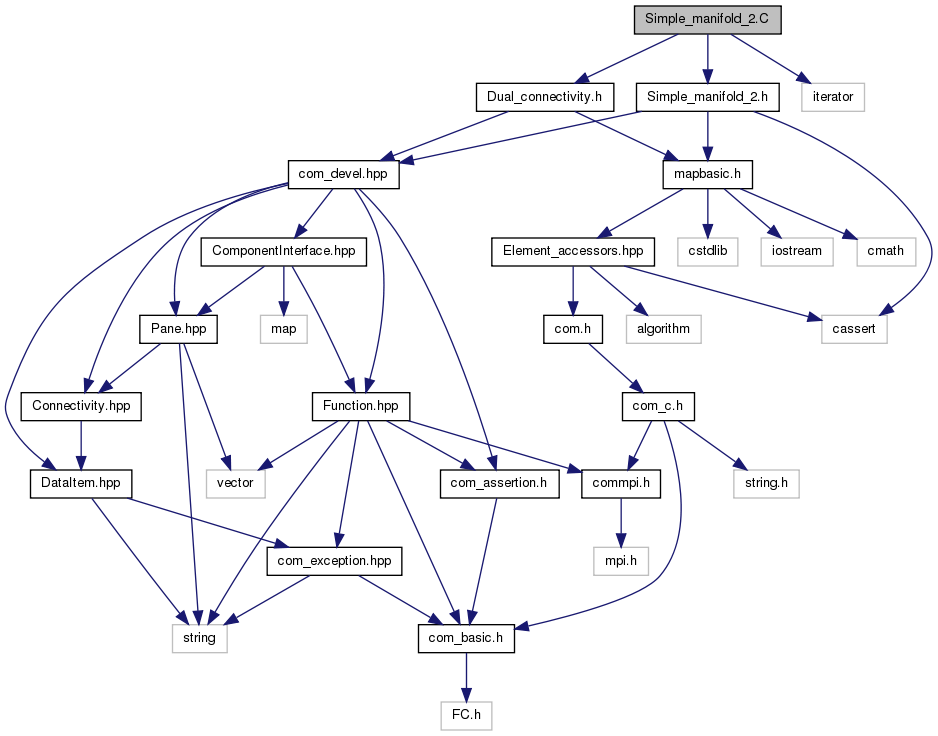 Simple_manifold_2.C
Dual_connectivity.h
Simple_manifold_2.h
iterator
com_devel.hpp
mapbasic.h
ComponentInterface.hpp
Element_accessors.hpp
cstdlib
iostream
cmath
Pane.hpp
map
com.h
algorithm
cassert
Connectivity.hpp
Function.hpp
com_c.h
DataItem.hpp
vector
com_assertion.h
commpi.h
string.h
com_exception.hpp
mpi.h
string
com_basic.h
FC.h